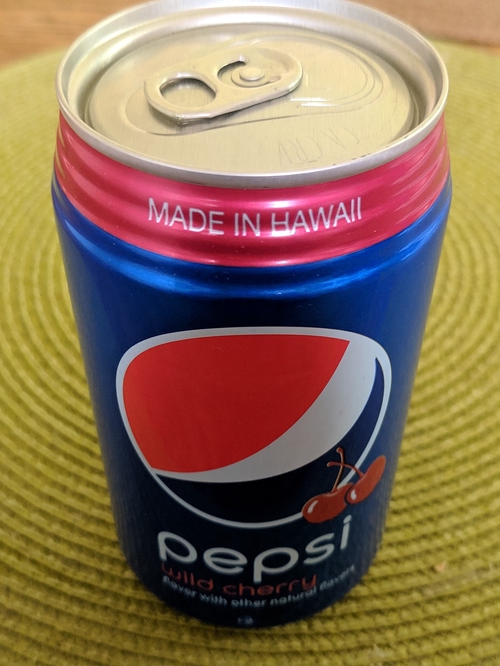 MADE IN HAWAII
pepsi
wild cherry
flavor with other natural flavors